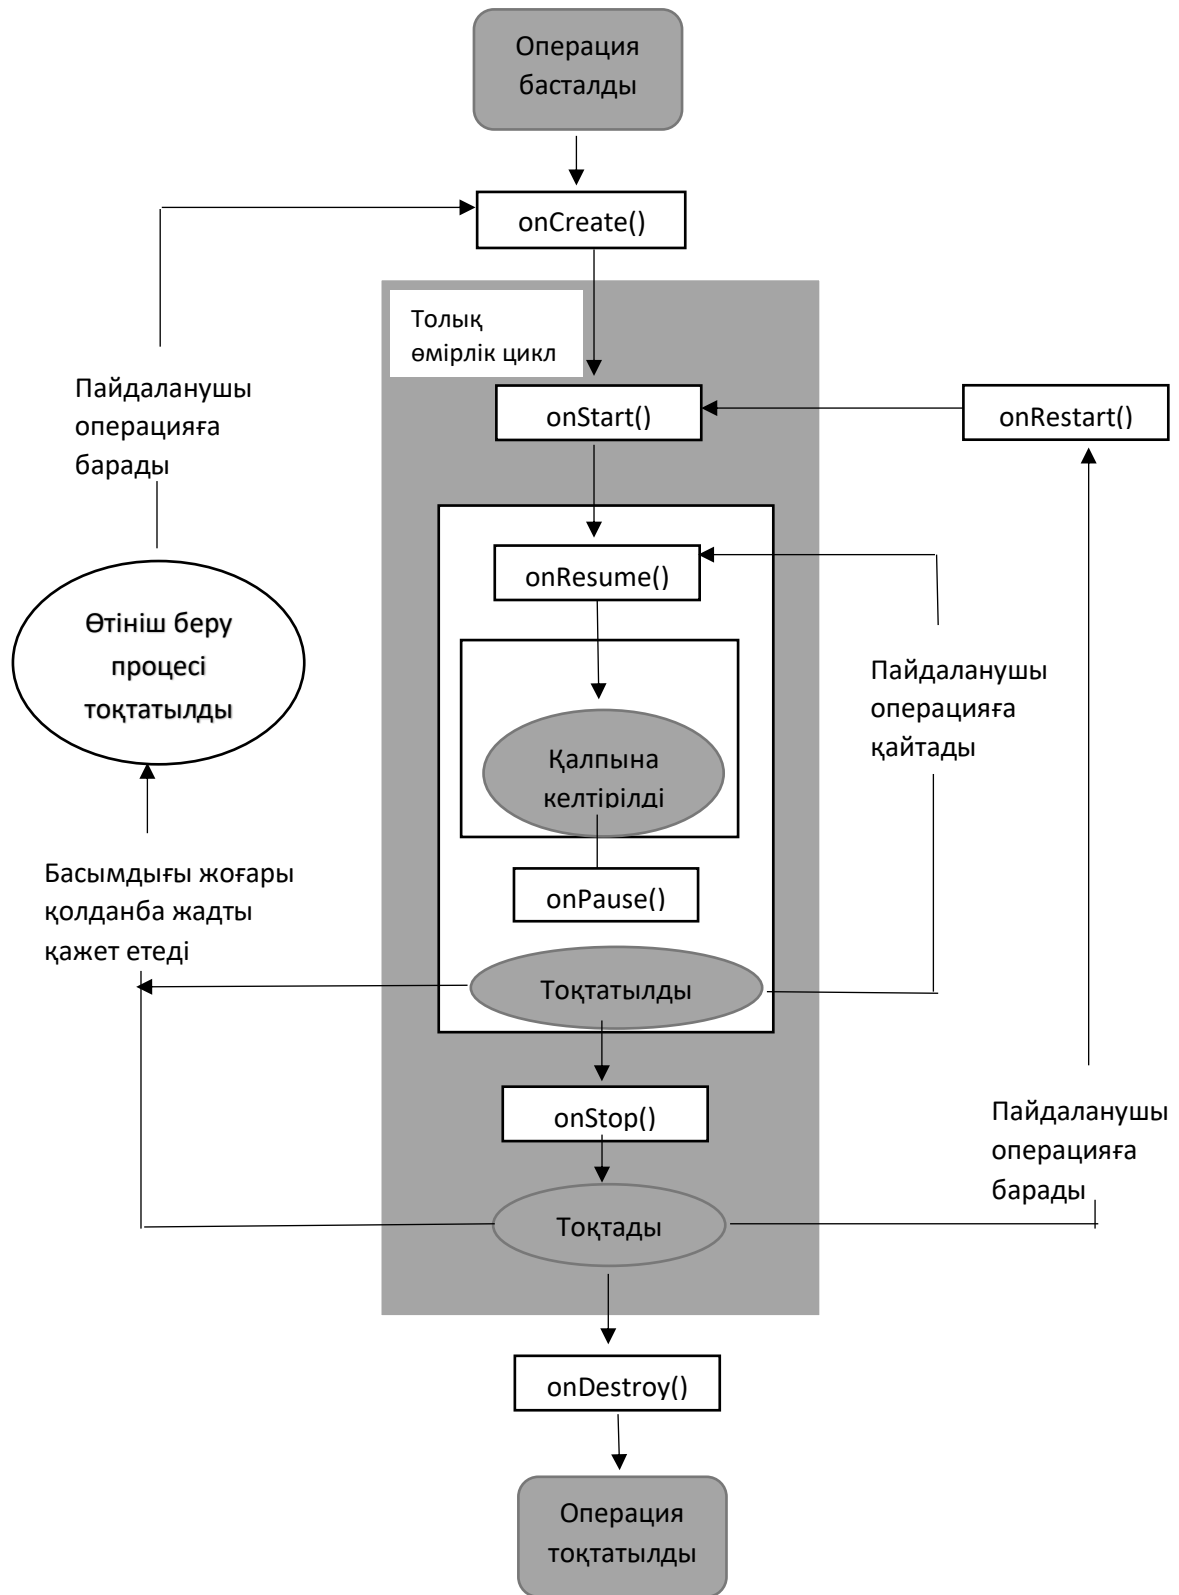 Операция
басталды
onCreate()
Толық
өмірлік цикл
Пайдаланушы
операцияға
барады
onStart()
onRestart()
onResume()
Өтініш беру
процесі
тоқтатылды
Пайдаланушы
операцияға
қайтады
Қалпына
келтірілді
Басымдығы жоғары
қолданба жадты
қажет етеді
onPause()
Тоқтатылды
onStop()
Пайдаланушы
операцияға
барады
Тоқтады
onDestroy()
Операция
тоқтатылды